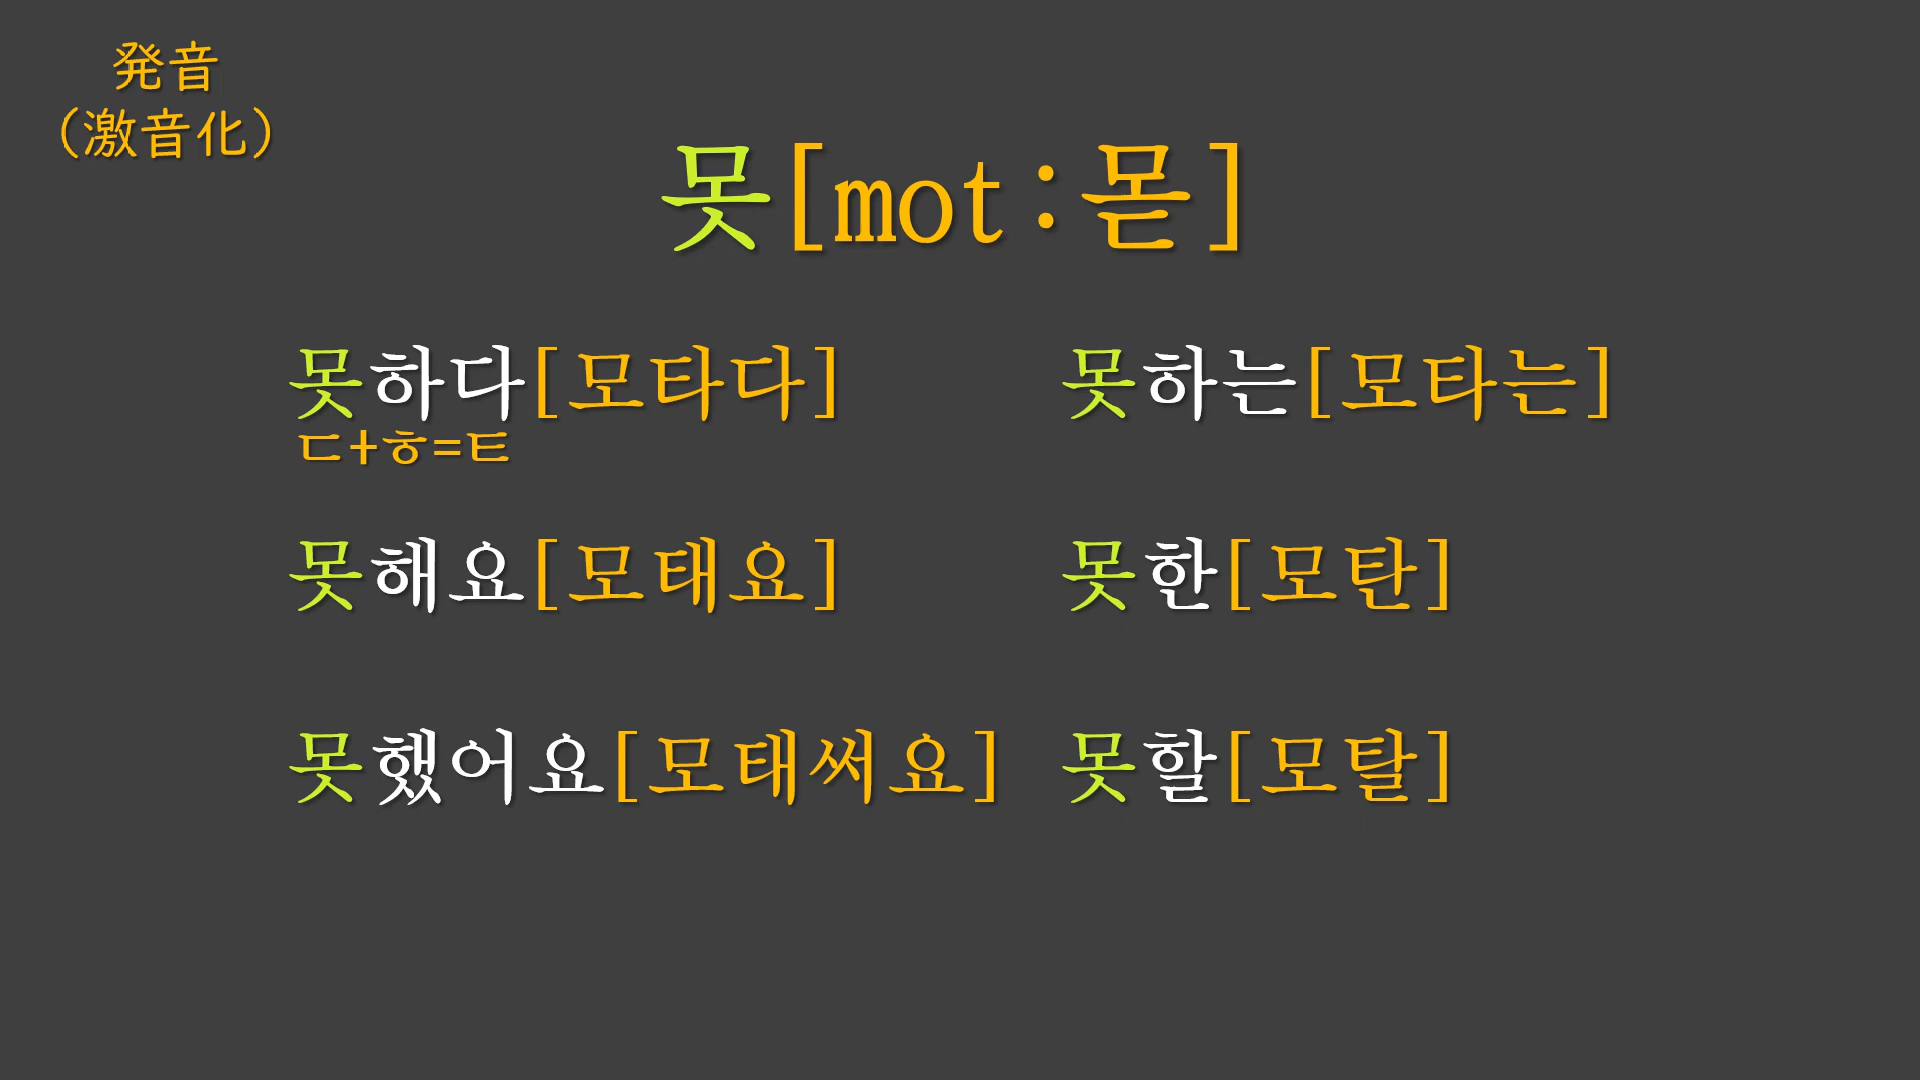 発音
（激音化）
못[mot:몯]
못하다[모타다]
ㄷ+ㅎ=ㅌ
못하는[모타는]
못해요[모태요]
못한[모탄]
못했어요[모태써요]
못할[모탈]